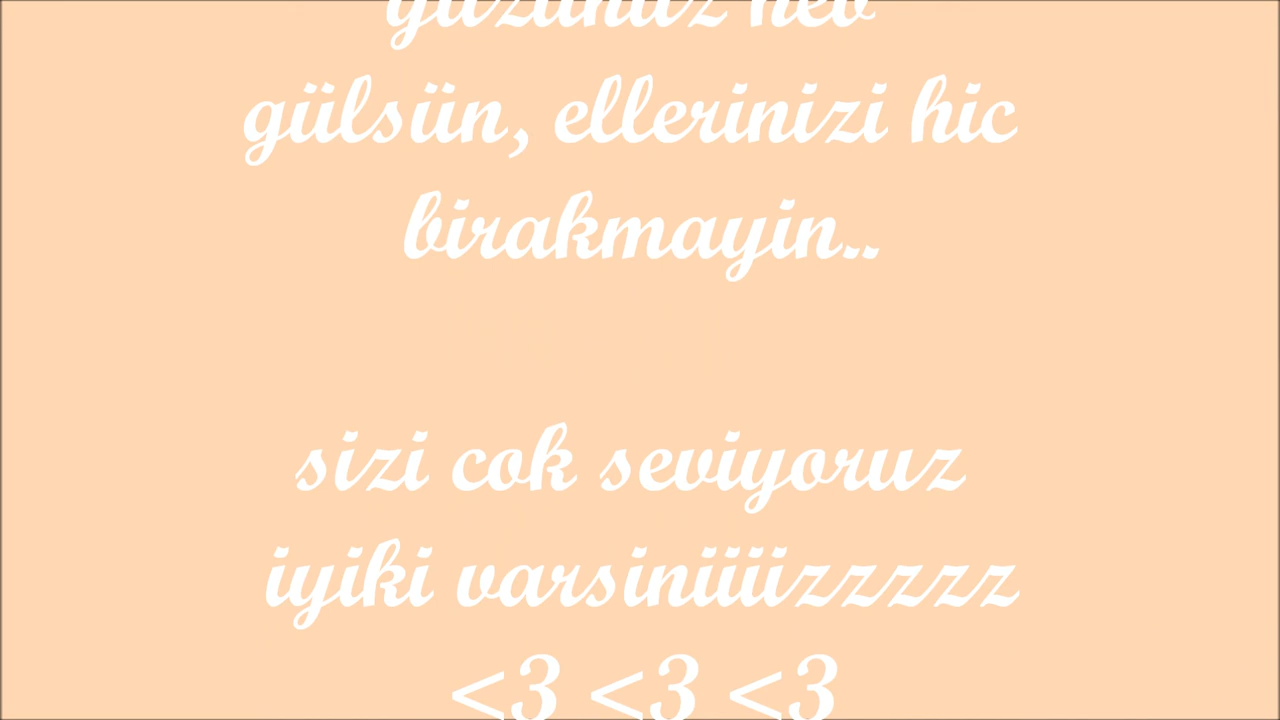 gülsün, ellerinizi hic
birakmayin..
sizi cok seviyoruz
iyiki varsiniiiizzzzz
<3 <3 <3